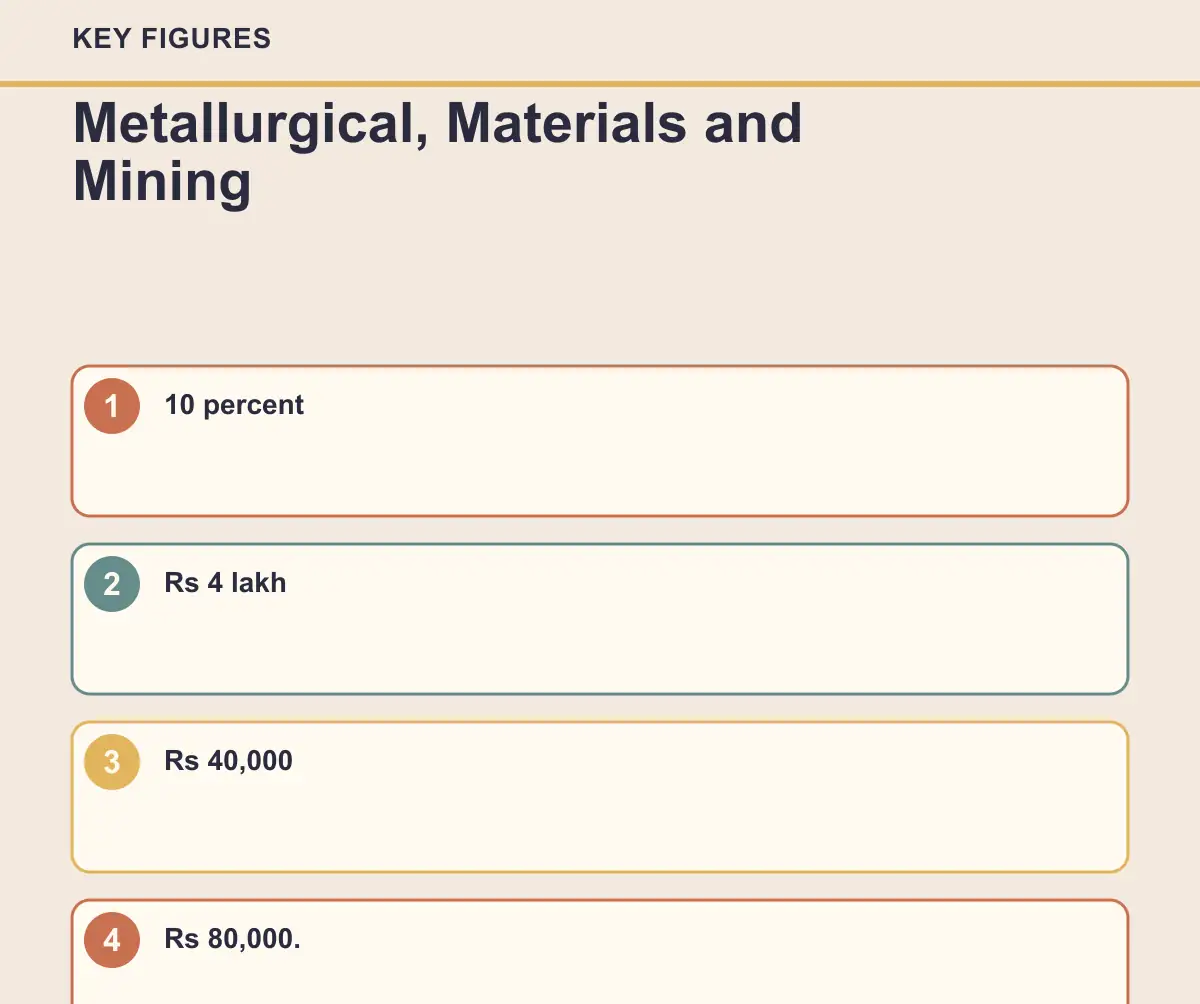 KEY FIGURES
Metallurgical, Materials and
Mining
1 10 percent
2 Rs 4 lakh
3 Rs 40,000
4 Rs 80,000.